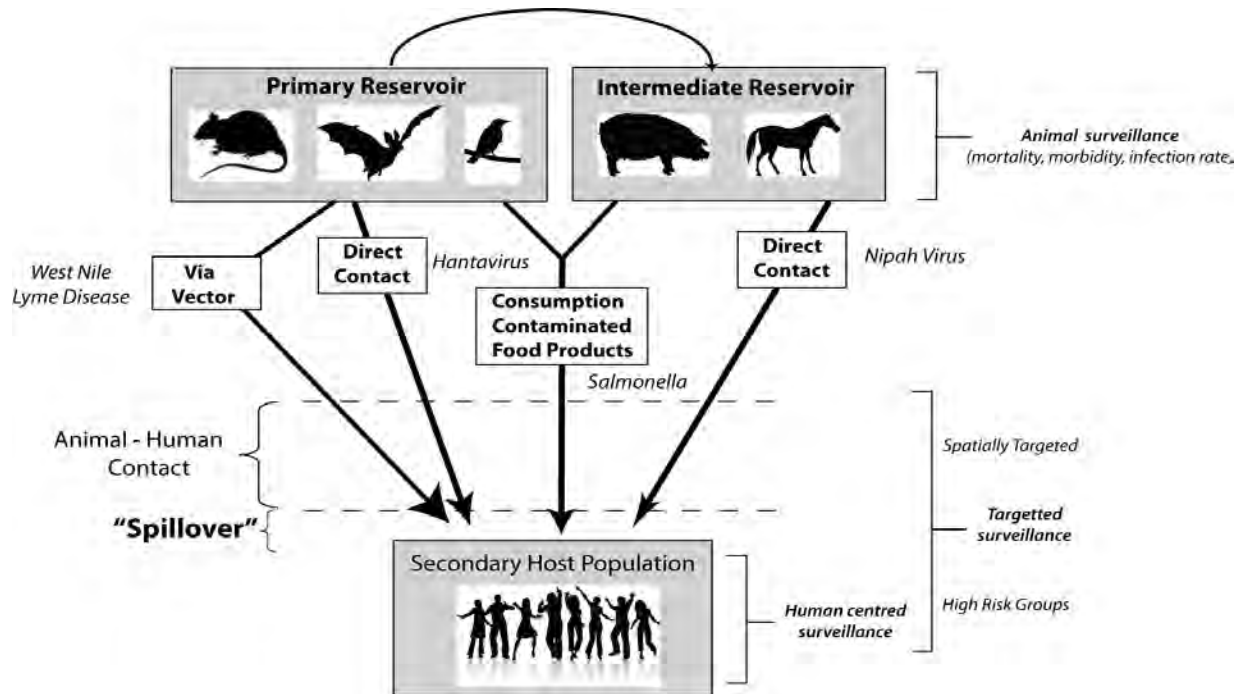 Primary Reservoir
Intermediate Reservoir
Animal surveillance
(mortality, morbidity, infection rate,
West Nile
Lyme Disease
Via
Vector
Direct
Contact
Hantavirus
Consumption
Contaminated
Food Products
Salmonella
Direct
Contact
Nipah Virus
Animal - Human
Contact
"Spillover"
Spatially Targeted
Targetted
surveillance
High Risk Groups
Secondary Host Population
Human centred
surveillance